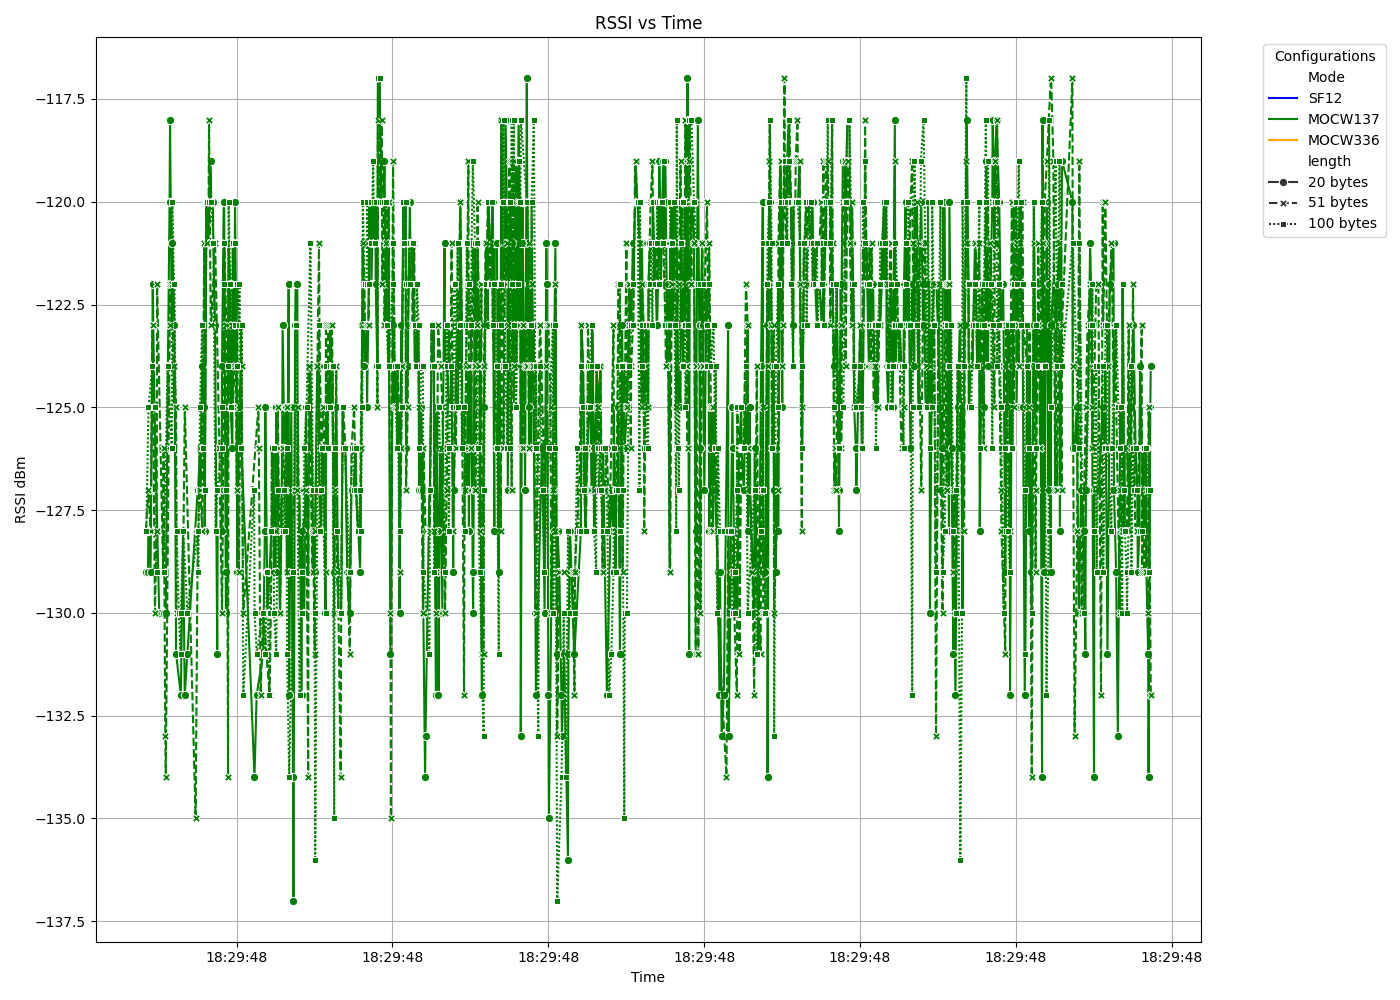 RSSI vs Time
Configurations
Mode
SF12
MOCW137
MOCW336
length
20 bytes
51 bytes
100 bytes
RSSI dBm
−117.5
−120.0
−122.5
−125.0
−127.5
−130.0
−132.5
−135.0
−137.5
18:29:48 18:29:48 18:29:48 18:29:48 18:29:48 18:29:48 18:29:48
Time